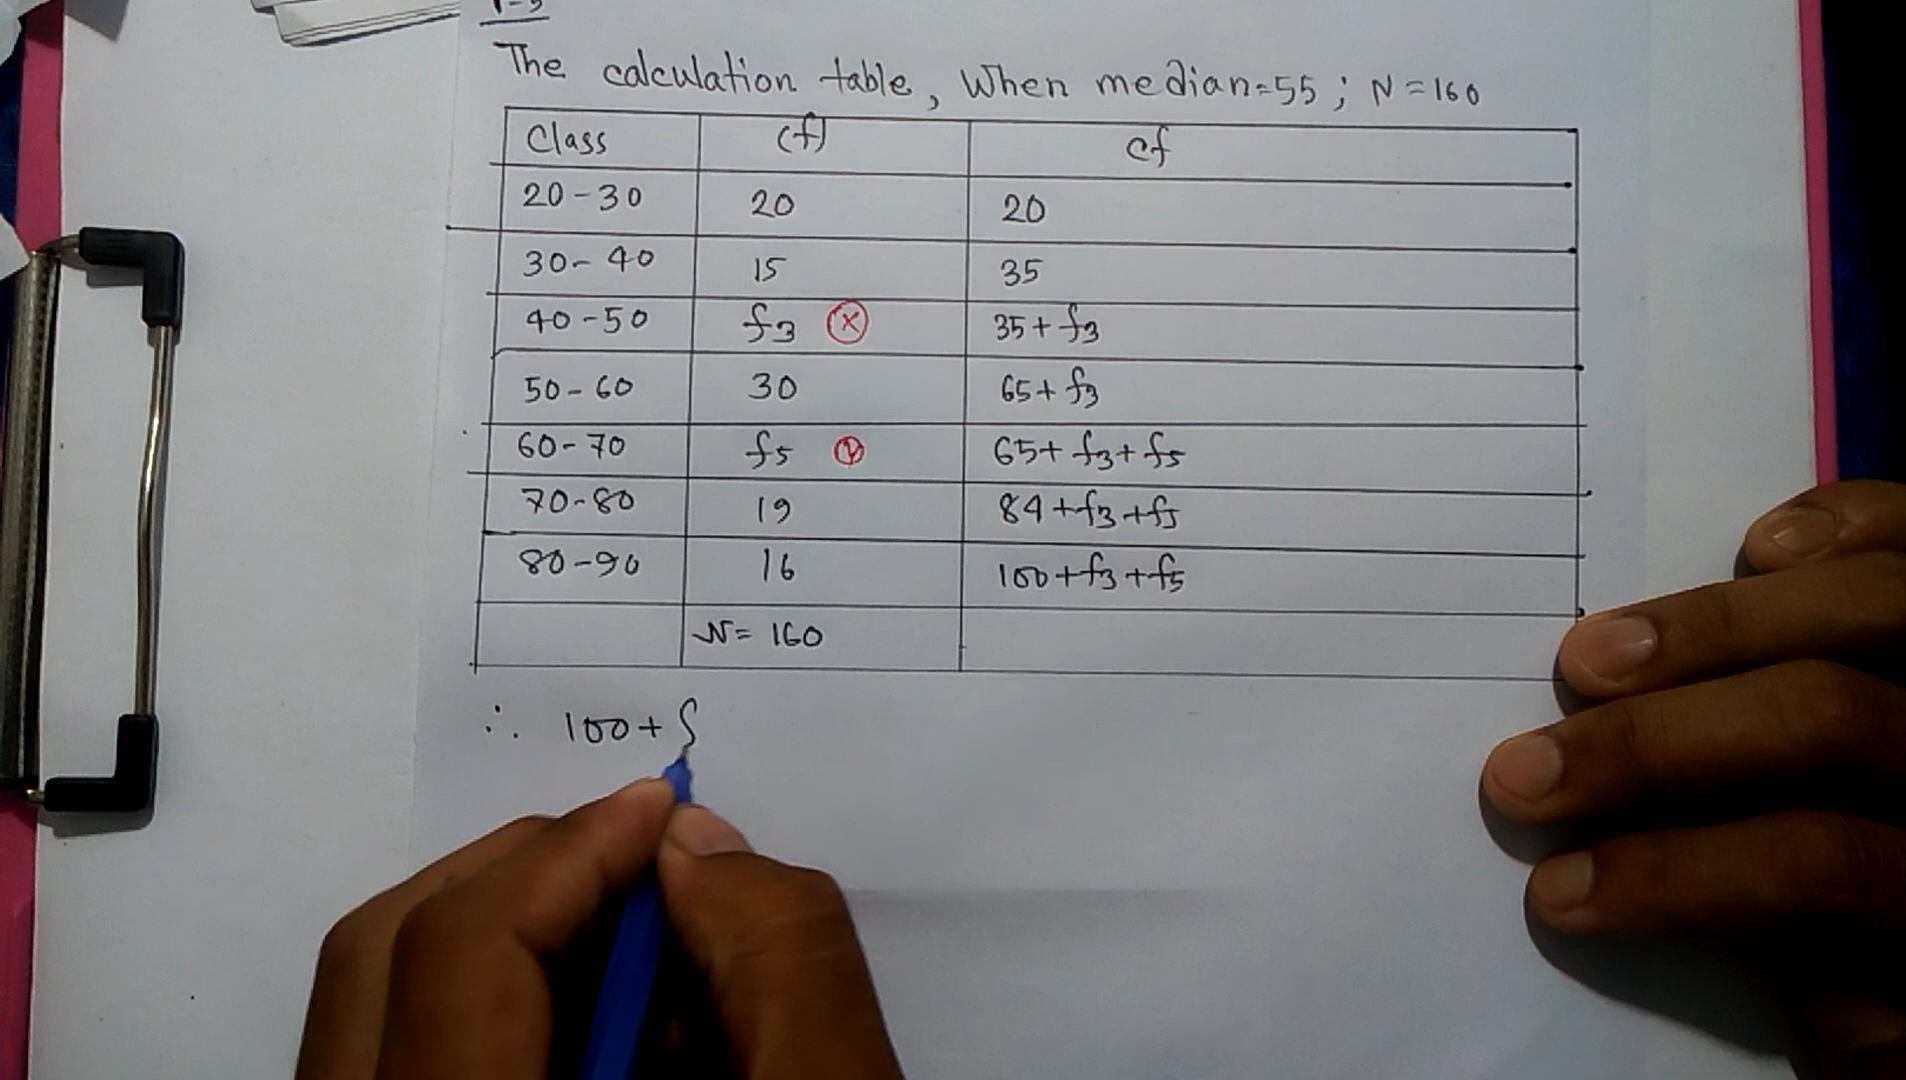 The calculation table, When median=55; N=160
Class (f) cf
20-30 20 20
30-40 15 35
40-50 f3 x 35+f3
50-60 30 65+f3
60-70 f5 y 65+f3+f5
70-80 19 84+f3+f5
80-90 16 100+f3+f5
N= 160
∴ 100+f